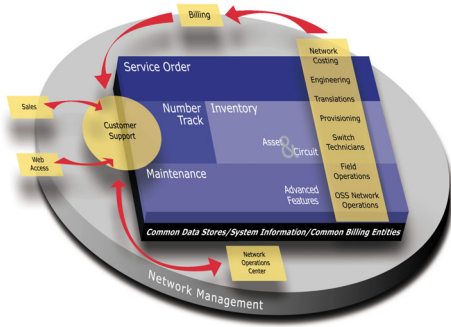 Billing
Network
Costing
Engineering
Translations
Provisioning
Switch
Technicians
Field
Operations
OSS Network
Operations
Service Order
Sales
Web
Access
Customer
Support
Number
Track
Inventory
Asset
&
Circuit
Maintenance
Advanced
Features
Common Data Stores/System Information/Common Billing Entities
Network
Operations
Center
Network Management